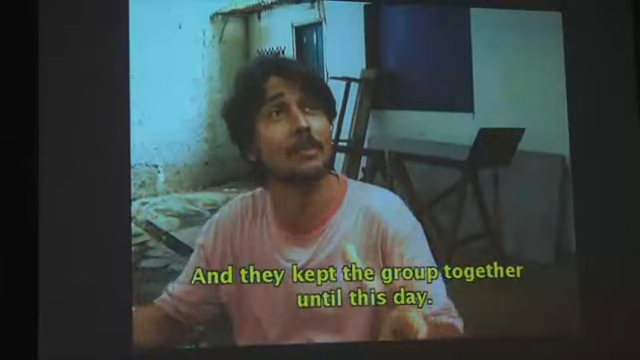 And they kept the group together
until this day.